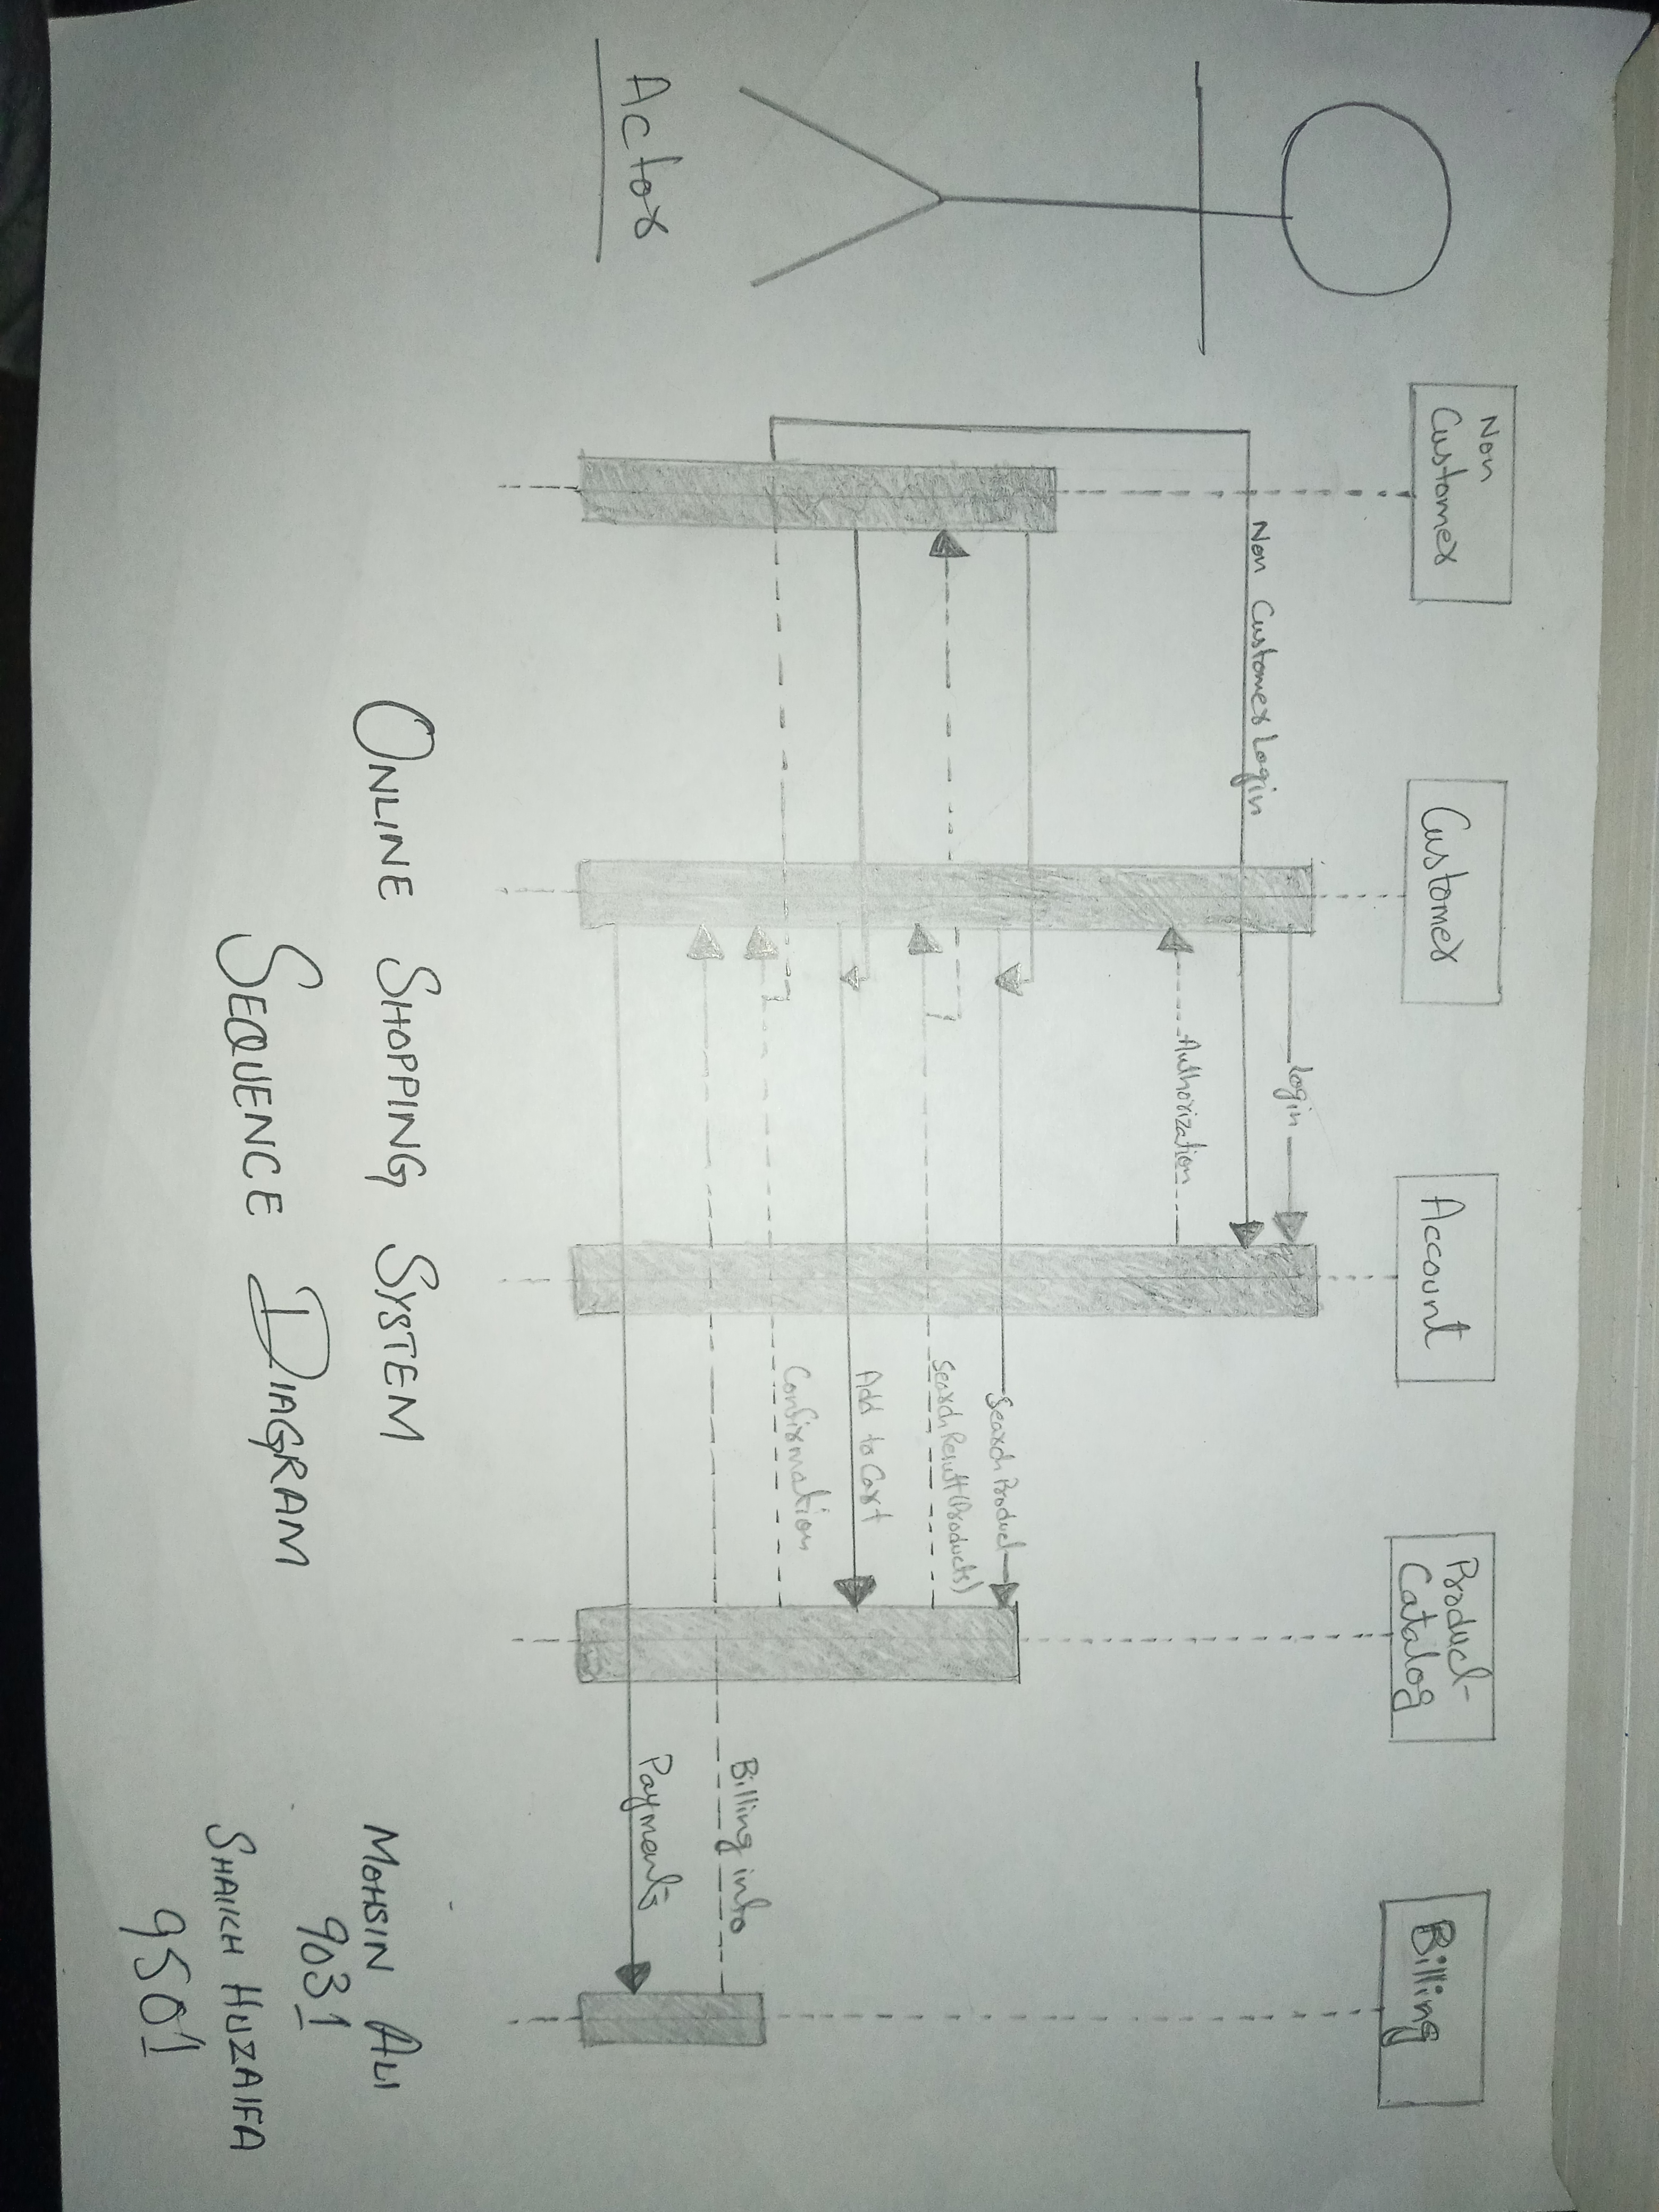 Non
Customer
Customer
Account
Product-
Catalog
Billing
Login
Non Customer Login
Authorization
Search Product
Search Result (Products)
Add to Cart
Confirmation
Billing into
Payments
Actor
ONLINE SHOPPING SYSTEM
SEQUENCE DIAGRAM
MOHSIN ALI
9031
SHAIKH HUZAIFA
9501